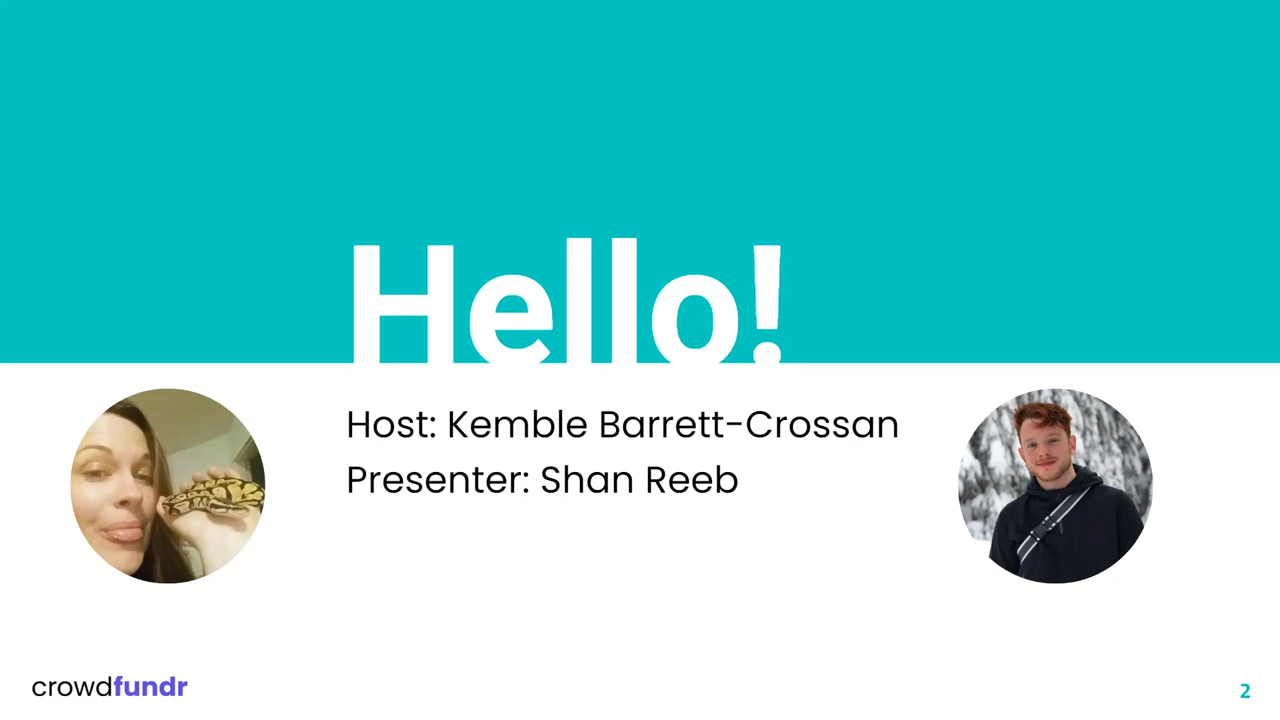 Hello!
Host: Kemble Barrett-Crossan
Presenter: Shan Reeb
crowdfundr
2